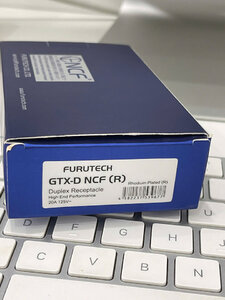 NCF
FURUTECH
GTX-D NCF (R)
Duplex Receptacle
High End Performance
20A 125V~
Rhodium Plated (R)